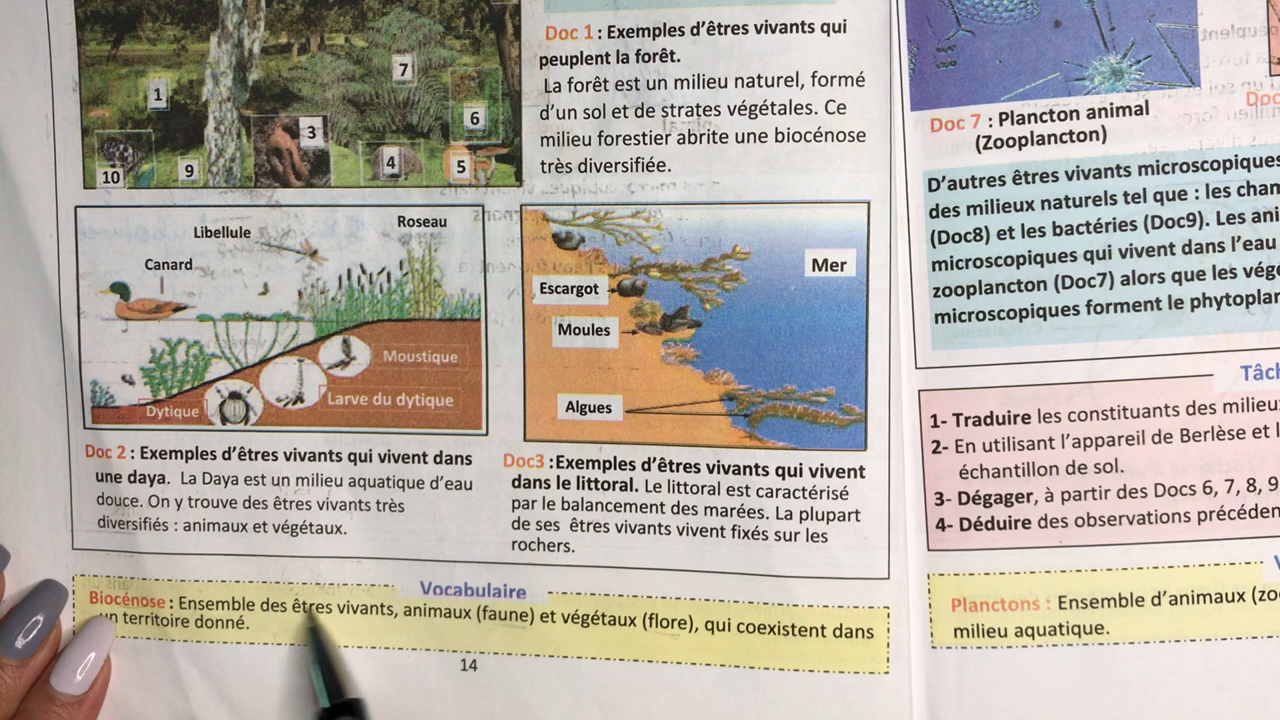 1
7
3
4
5
6
9
10
Doc 1 : Exemples d'êtres vivants qui
peuplent la forêt.
La forêt est un milieu naturel, formé
d'un sol et de strates végétales. Ce
milieu forestier abrite une biocénose
très diversifiée.
Libellule
Roseau
Canard
Moustique
Larve du dytique
Dytique
Doc 2 : Exemples d'êtres vivants qui vivent dans
une daya. La Daya est un milieu aquatique d'eau
douce. On y trouve des êtres vivants très
diversifiés : animaux et végétaux.
Mer
Escargot
Moules
Algues
Doc3 :Exemples d'êtres vivants qui vivent
dans le littoral. Le littoral est caractérisé
par le balancement des marées. La plupart
de ses êtres vivants vivent fixés sur les
rochers.
Vocabulaire
Biocénose : Ensemble des êtres vivants, animaux (faune) et végétaux (flore), qui coexistent dans
un territoire donné.
14
Doc 7 : Plancton animal
(Zooplancton)
Doc
D'autres êtres vivants microscopiques
des milieux naturels tel que : les cham
(Doc8) et les bactéries (Doc9). Les ani
microscopiques qui vivent dans l'eau
zooplancton (Doc7) alors que les végé
microscopiques forment le phytoplan
Tâch
1- Traduire les constituants des milieux
2- En utilisant l'appareil de Berlèse et l
échantillon de sol.
3- Dégager, à partir des Docs 6, 7, 8, 9
4- Déduire des observations précéden
V
Planctons : Ensemble d'animaux (zoo
milieu aquatique.